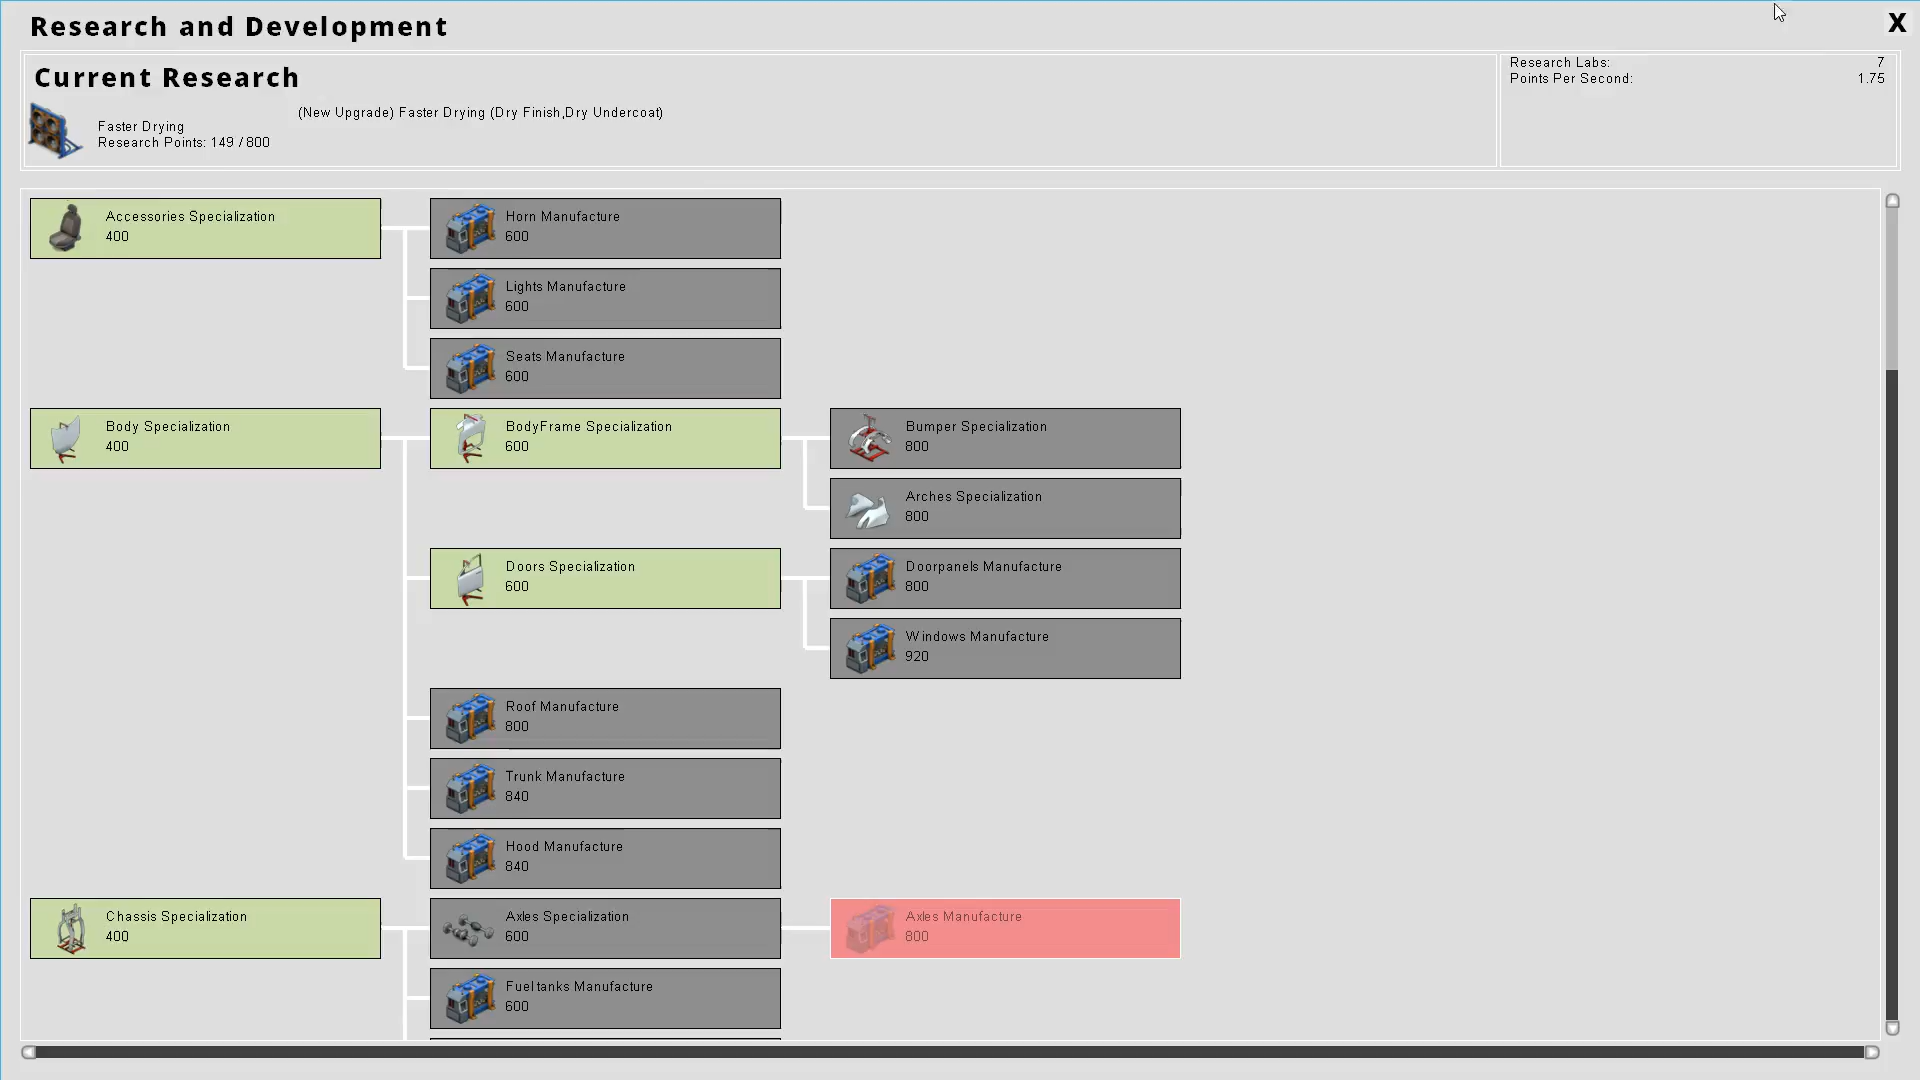 Research and Development
X
Current Research
(New Upgrade) Faster Drying (Dry Finish,Dry Undercoat)
Faster Drying
Research Points: 149 / 800
Research Labs: 7
Points Per Second: 1.75
Accessories Specialization
400
Horn Manufacture
600
Lights Manufacture
600
Seats Manufacture
600
Body Specialization
400
BodyFrame Specialization
600
Bumper Specialization
800
Arches Specialization
800
Doors Specialization
600
Doorpanels Manufacture
800
Windows Manufacture
920
Roof Manufacture
800
Trunk Manufacture
840
Hood Manufacture
840
Chassis Specialization
400
Axles Specialization
600
Axles Manufacture
800
Fueltanks Manufacture
600